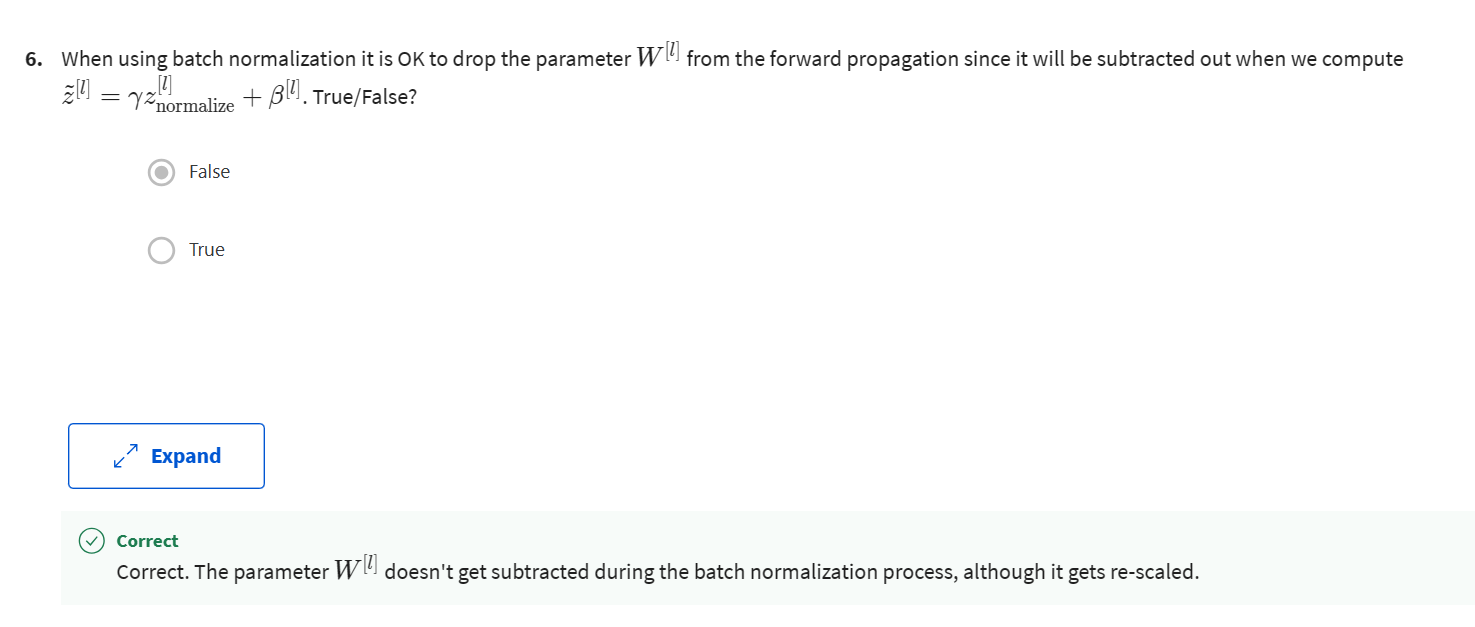 6. When using batch normalization it is OK to drop the parameter W^[l] from the forward propagation since it will be subtracted out when we compute
z̃^[l] = γz^[l]_normalize + β^[l]. True/False?
False
True
Expand
Correct
Correct. The parameter W^[l] doesn't get subtracted during the batch normalization process, although it gets re-scaled.